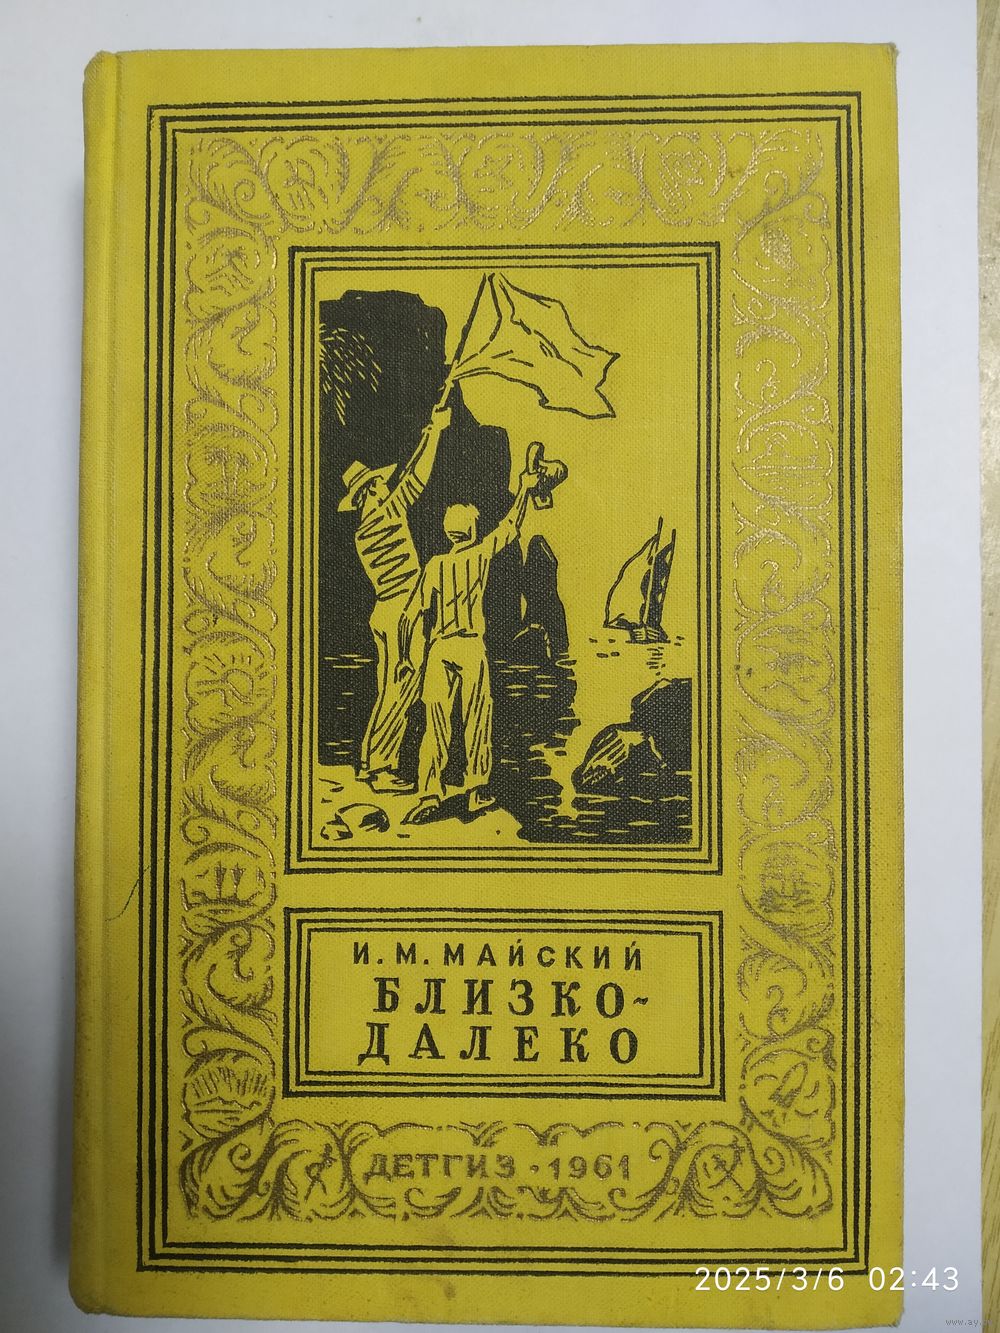 И. М. МАЙСКИЙ
БЛИЗКО-
ДАЛЕКО
ДЕТГИЗ · 1961
2025/3/6 02:43